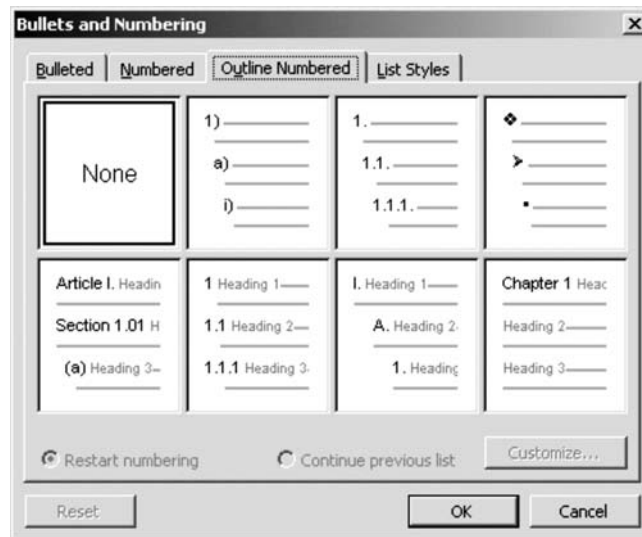 Bullets and Numbering
Bulleted Numbered Outline Numbered List Styles
None
1)
a)
i)
1.
1.1.
1.1.1.
Article I. Headin
Section 1.01 H
(a) Heading 3
1 Heading 1
1.1 Heading 2
1.1.1 Heading 3
I. Heading 1
A. Heading 2
1. Heading
Chapter 1 Heac
Heading 2
Heading 3
Restart numbering Continue previous list Customize...
Reset OK Cancel